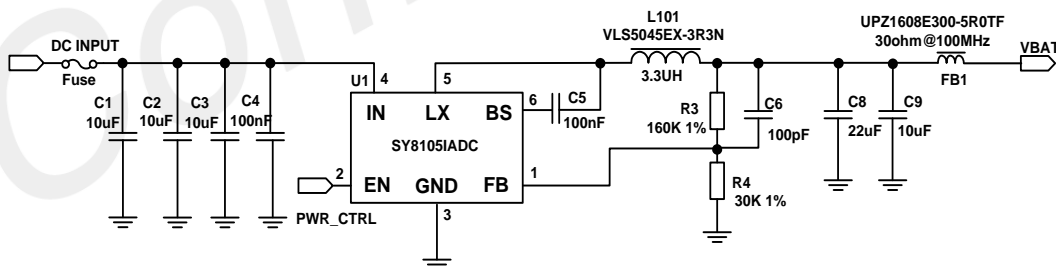 L101
VLS5045EX-3R3N
UPZ1608E300-5R0TF
30ohm@100MHz
VBAT
DC INPUT
Fuse
3.3UH
FB1
C1
10uF
C2
10uF
C3
10uF
C4
100nF
U1
4
5
IN
LX
BS
6
C5
100nF
R3
160K 1%
C6
100pF
C8
22uF
C9
10uF
SY8105IADC
2
EN
GND
FB
1
PWR_CTRL
3
R4
30K 1%